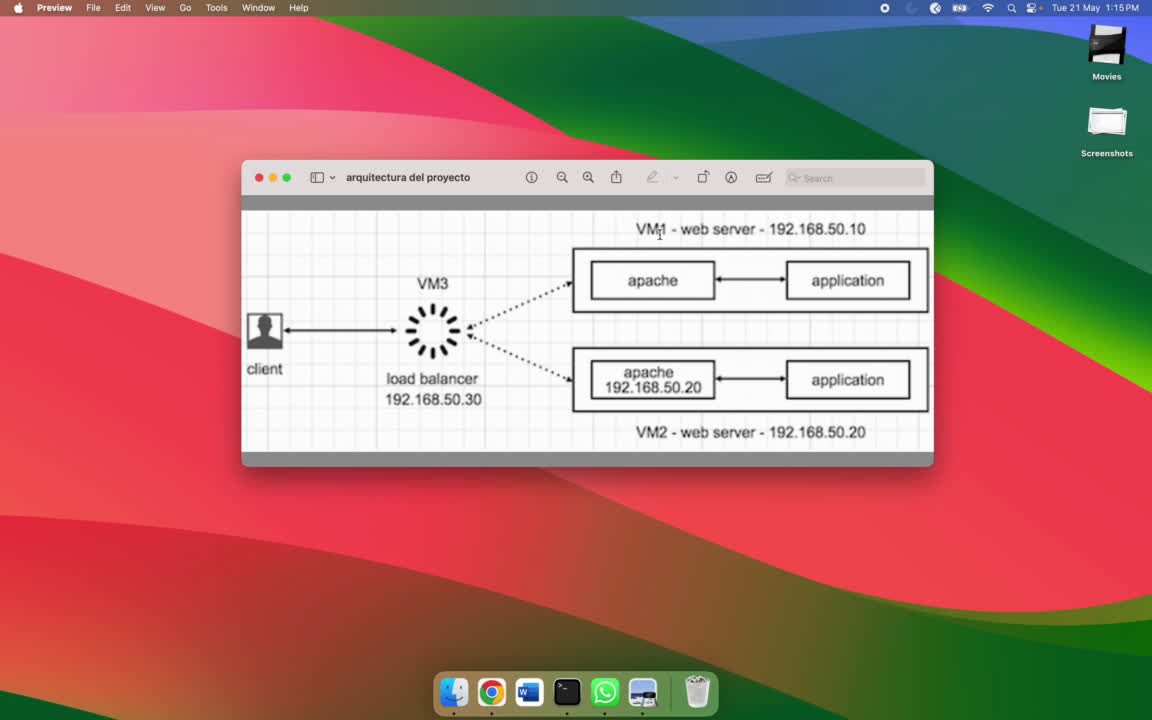 Preview File Edit View Go Tools Window Help
Tue 21 May 1:15 PM
Movies
Screenshots
arquitectura del proyecto
Search
VM1 - web server - 192.168.50.10
apache
application
VM3
client
load balancer
192.168.50.30
apache
192.168.50.20
application
VM2 - web server - 192.168.50.20